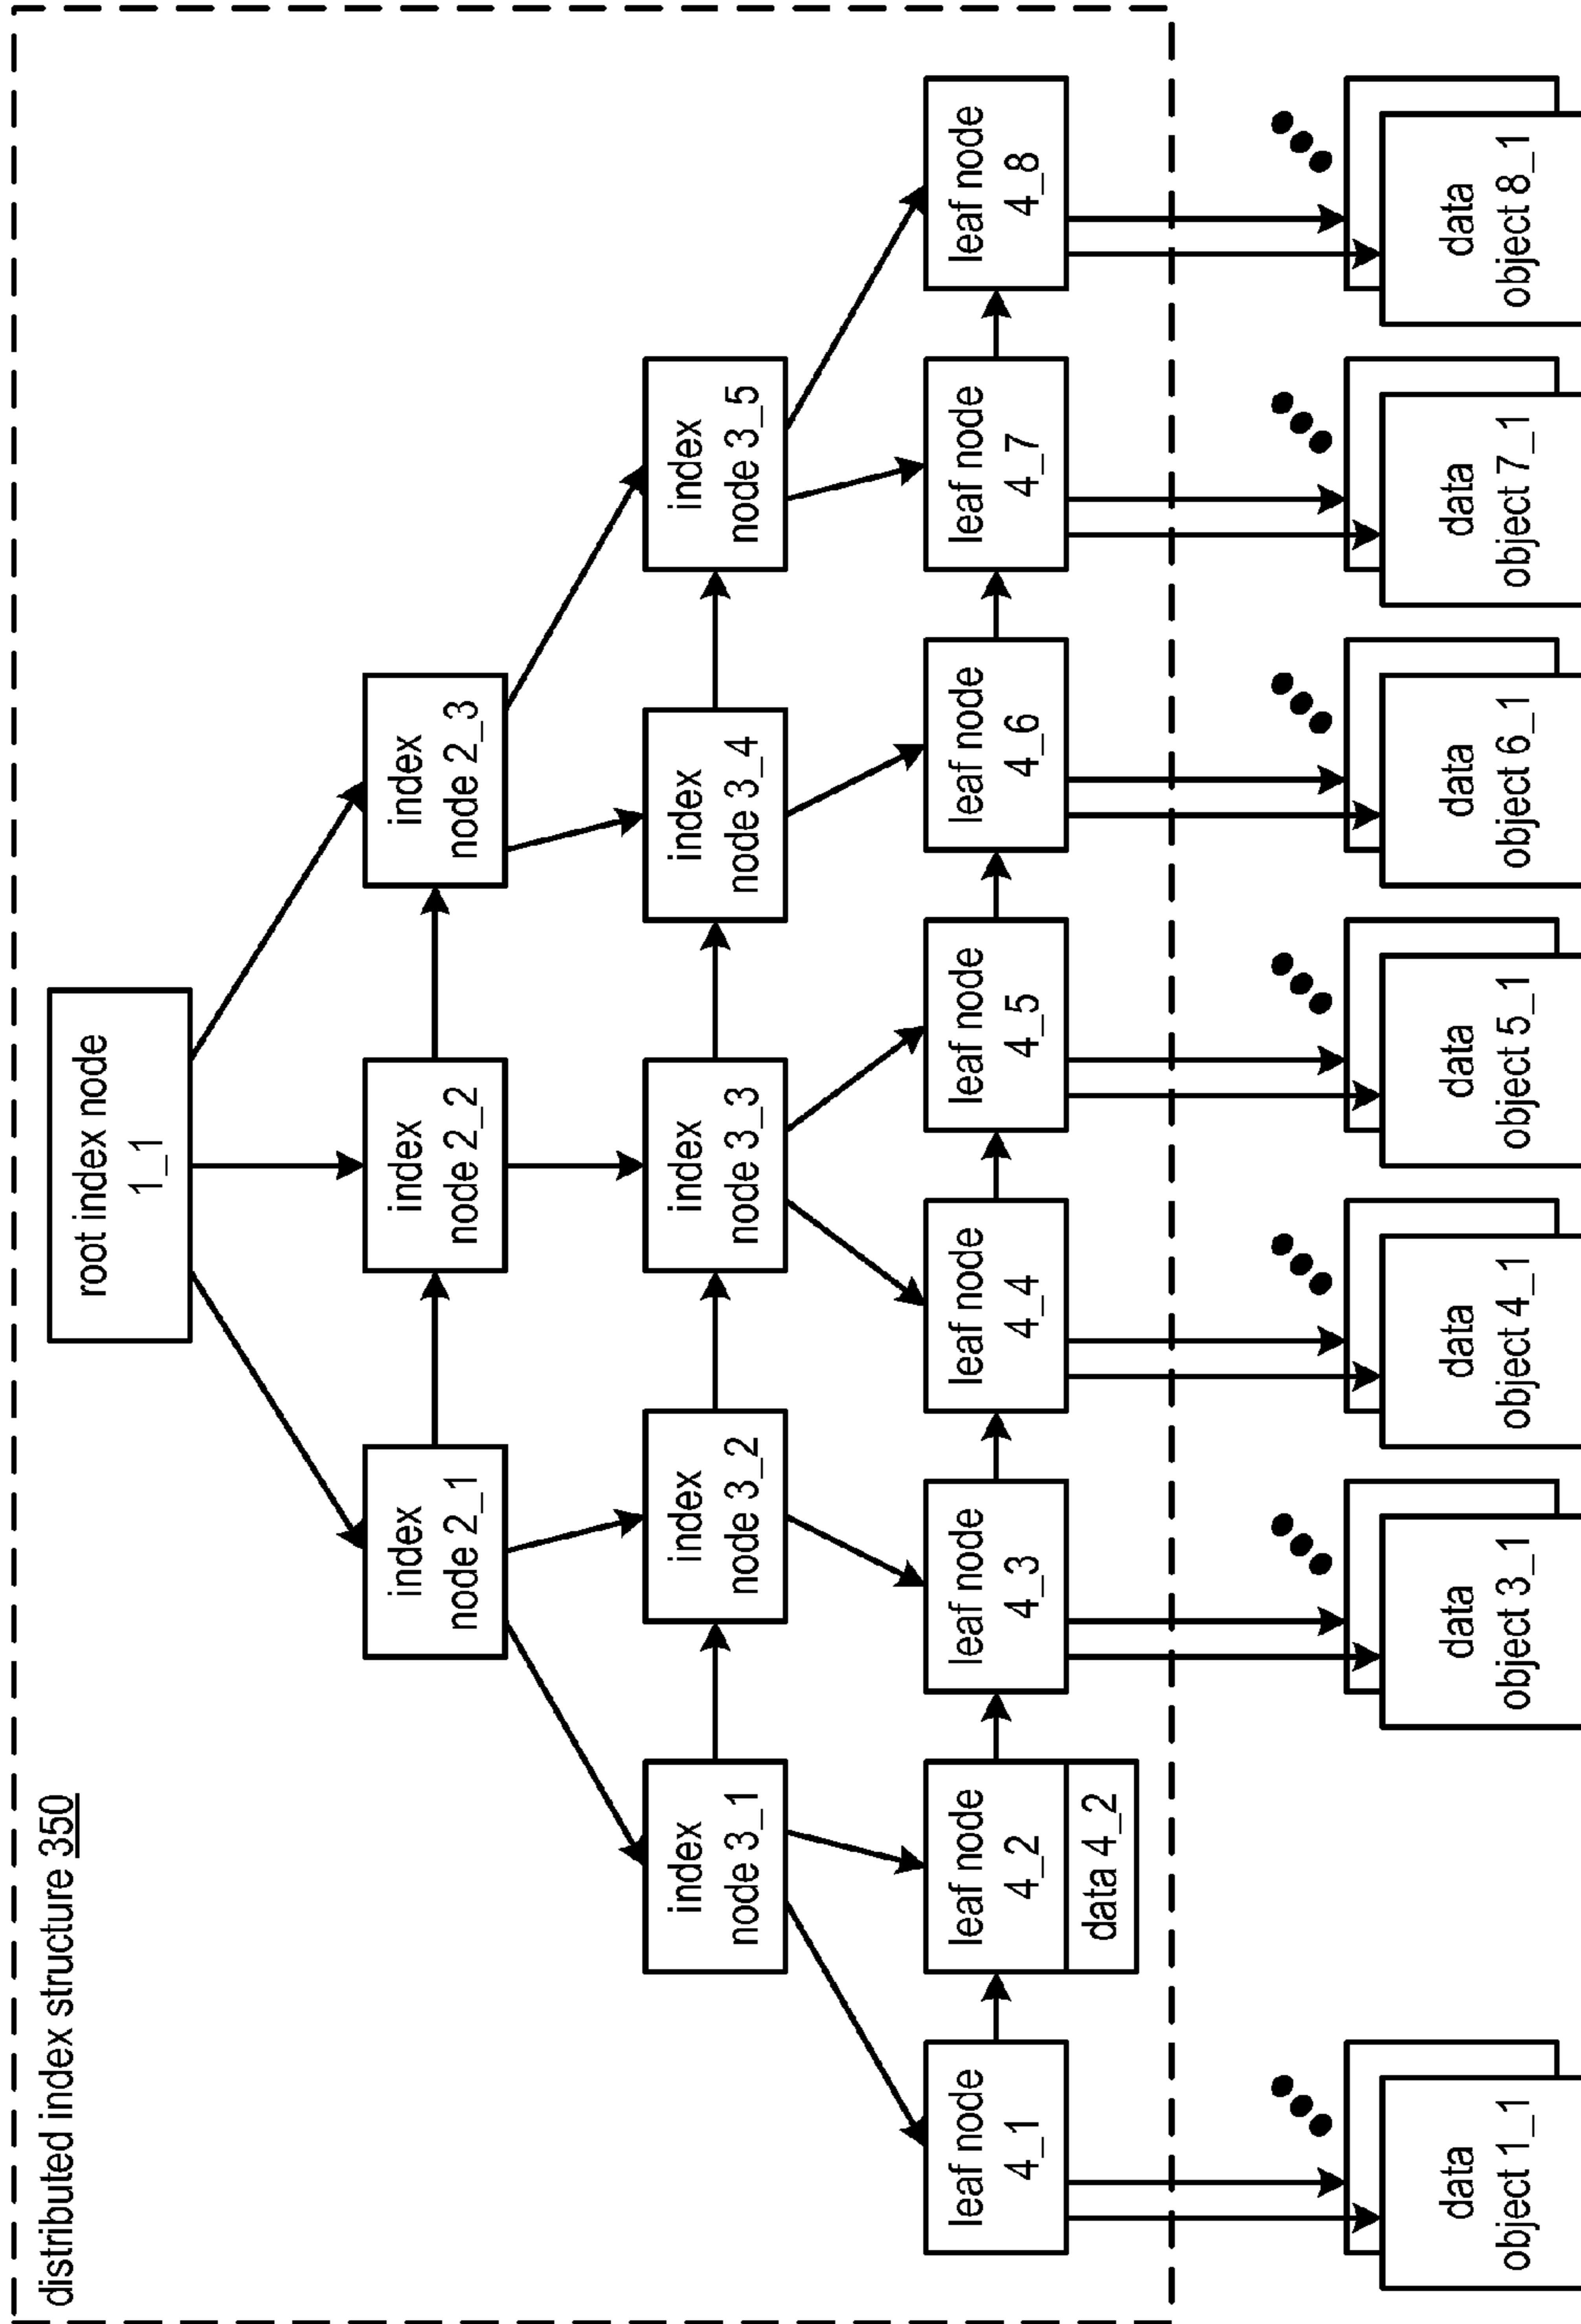 distributed index structure 350
root index node
1_1
index
node 2_1
index
node 2_2
index
node 2_3
index
node 3_1
index
node 3_2
index
node 3_3
index
node 3_4
index
node 3_5
leaf node
4_1
leaf node
4_2
data 4_2
leaf node
4_3
leaf node
4_4
leaf node
4_5
leaf node
4_6
leaf node
4_7
leaf node
4_8
data
object 1_1
data
object 3_1
data
object 4_1
data
object 5_1
data
object 6_1
data
object 7_1
data
object 8_1